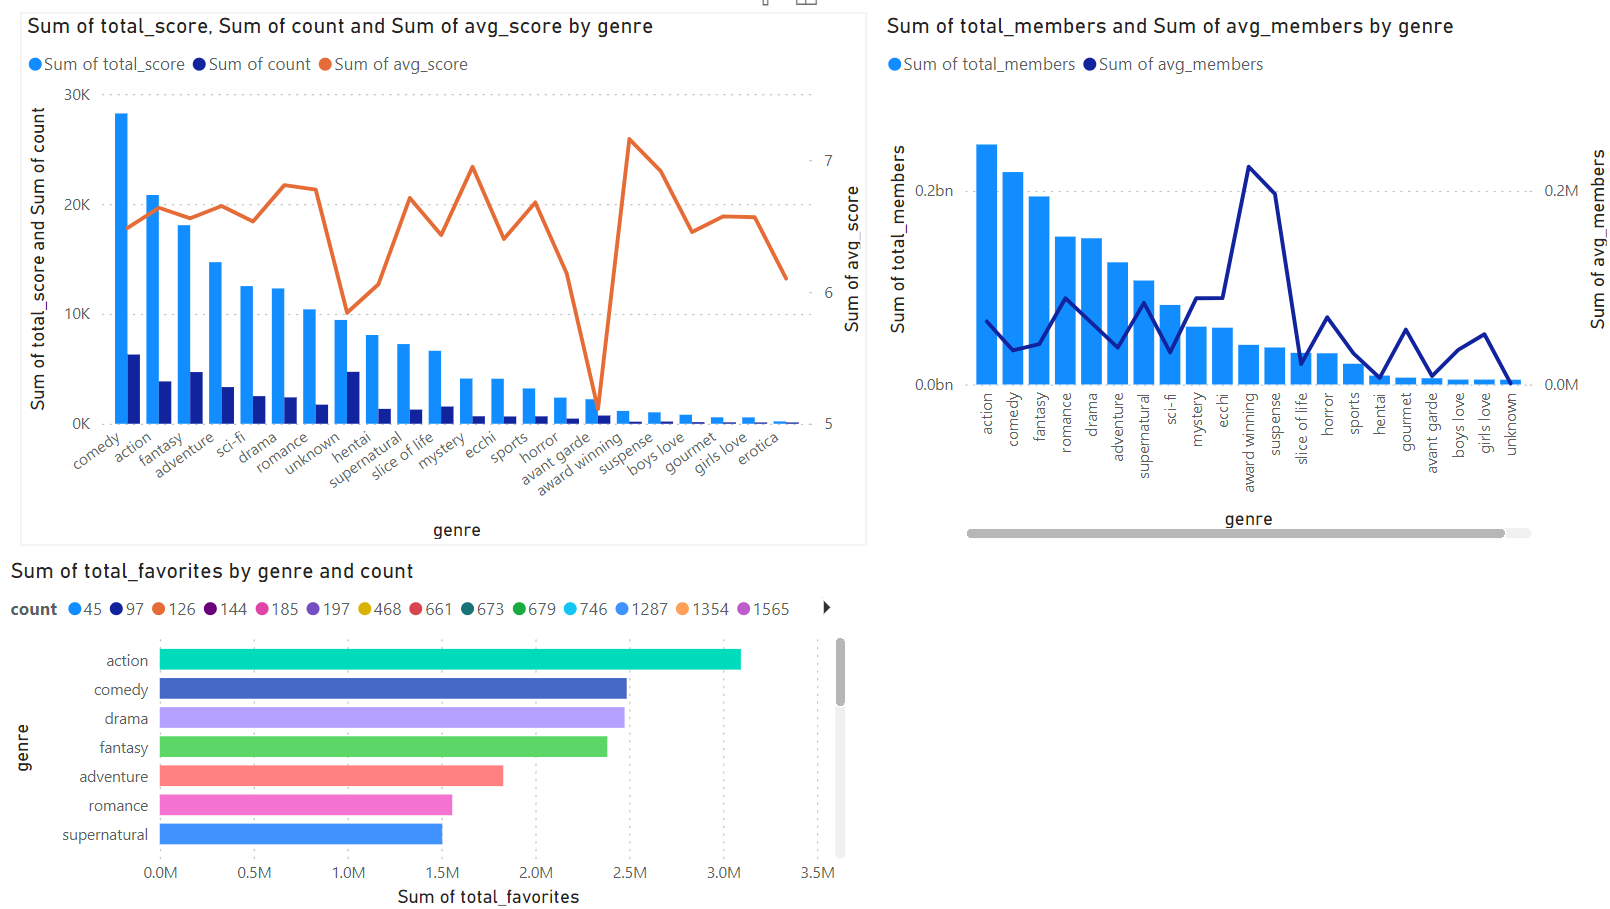 Sum of total_score, Sum of count and Sum of avg_score by genre
Sum of total_score Sum of count Sum of avg_score
Sum of total_score and Sum of count
30K
20K
10K
0K
7
6
5
Sum of avg_score
comedy
action
fantasy
adventure
sci-fi
drama
romance
unknown
hentai
supernatural
slice of life
mystery
ecchi
sports
horror
avant garde
award winning
suspense
boys love
gourmet
girls love
erotica
genre
Sum of total_members and Sum of avg_members by genre
Sum of total_members Sum of avg_members
Sum of total_members
0.2bn
0.0bn
0.2M
0.0M
Sum of avg_members
action
comedy
fantasy
romance
drama
adventure
supernatural
sci-fi
mystery
ecchi
award winning
suspense
slice of life
horror
sports
hentai
gourmet
avant garde
boys love
girls love
unknown
genre
Sum of total_favorites by genre and count
count 45 97 126 144 185 197 468 661 673 679 746 1287 1354 1565
genre
action
comedy
drama
fantasy
adventure
romance
supernatural
0.0M 0.5M 1.0M 1.5M 2.0M 2.5M 3.0M 3.5M
Sum of total_favorites